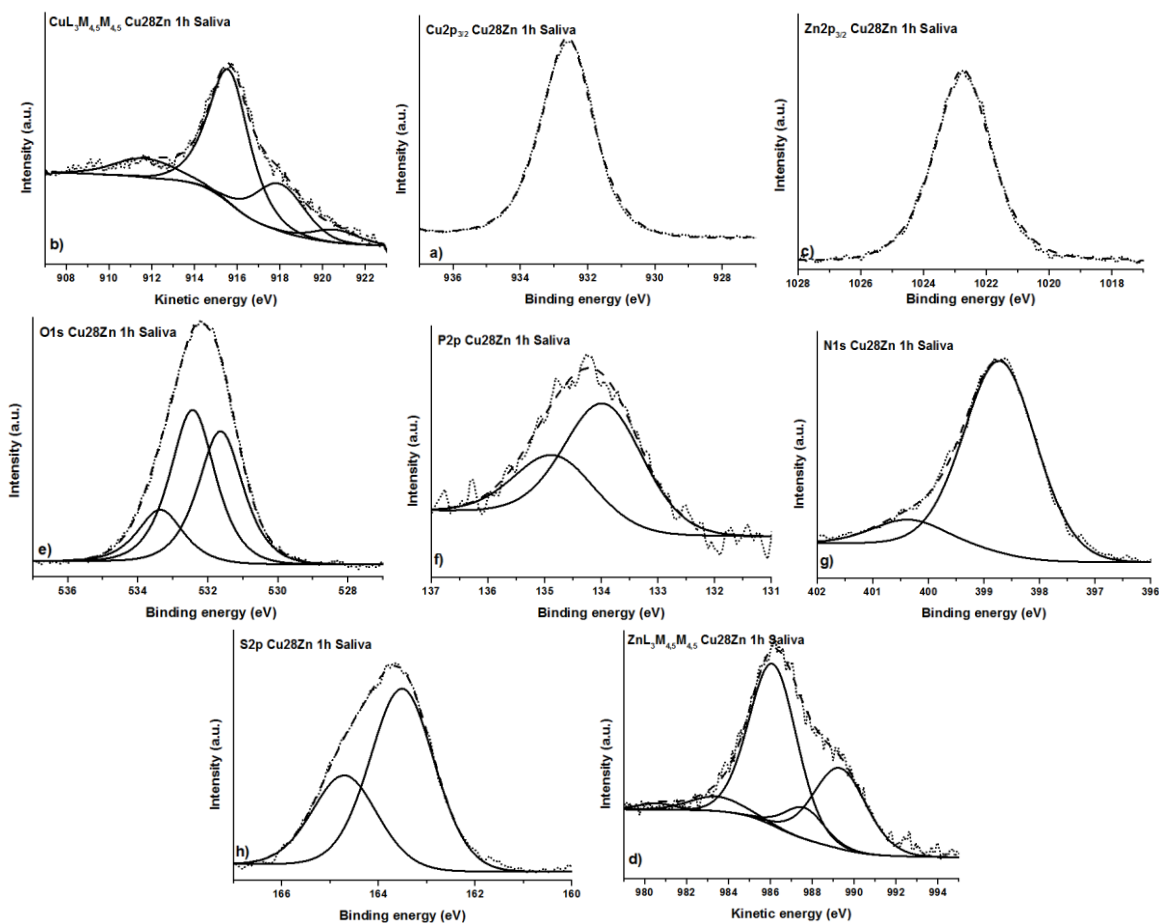 CuL₃M₄,₅M₄,₅ Cu28Zn 1h Saliva
Intensity (a.u.)
b)
908 910 912 914 916 918 920 922
Kinetic energy (eV)
Cu2p₃/₂ Cu28Zn 1h Saliva
Intensity (a.u.)
a)
936 934 932 930 928
Binding energy (eV)
Zn2p₃/₂ Cu28Zn 1h Saliva
Intensity (a.u.)
c)
1028 1026 1024 1022 1020 1018
Binding energy (eV)
O1s Cu28Zn 1h Saliva
Intensity (a.u.)
e)
536 534 532 530 528
Binding energy (eV)
P2p Cu28Zn 1h Saliva
Intensity (a.u.)
f)
137 136 135 134 133 132 131
Binding energy (eV)
N1s Cu28Zn 1h Saliva
Intensity (a.u.)
g)
402 401 400 399 398 397 396
Binding energy (eV)
S2p Cu28Zn 1h Saliva
Intensity (a.u.)
h)
166 164 162 160
Binding energy (eV)
ZnL₃M₄,₅M₄,₅ Cu28Zn 1h Saliva
Intensity (a.u.)
d)
980 982 984 986 988 990 992 994
Kinetic energy (eV)